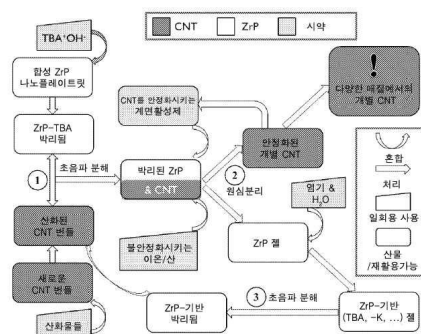 CNT
ZrP
시약
TBA⁺OH⁻
합성 ZrP
나노플레이트릿
ZrP-TBA
박리됨
1
초음파 분해
산화된
CNT 번들
새로운
CNT 번들
산화물들
CNT를 안정화시키는
계면활성제
박리된 ZrP
& CNT
불안정화시키는
이온/산
2
원심분리
안정화된
개별 CNT
!
다양한 매질에서의
개별 CNT
염기 &
H₂O
ZrP 젤
ZrP-기반
(TBA, -K, ...) 젤
3
초음파 분해
ZrP-기반
박리됨
혼합
처리
일회용 사용
산물
/재활용가능